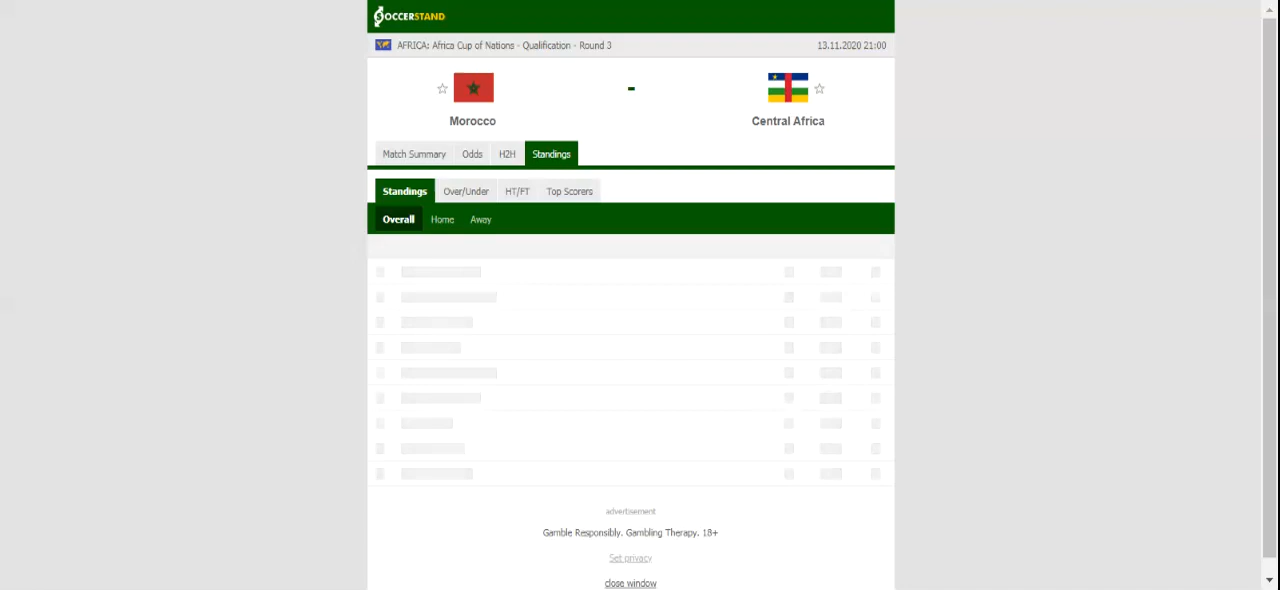 SOCCERSTAND
AFRICA: Africa Cup of Nations - Qualification - Round 3 13.11.2020 21:00
-
Morocco Central Africa
Match Summary Odds H2H Standings
Standings Over/Under HT/FT Top Scorers
Overall Home Away
advertisement
Gamble Responsibly. Gambling Therapy. 18+
Set privacy
close window